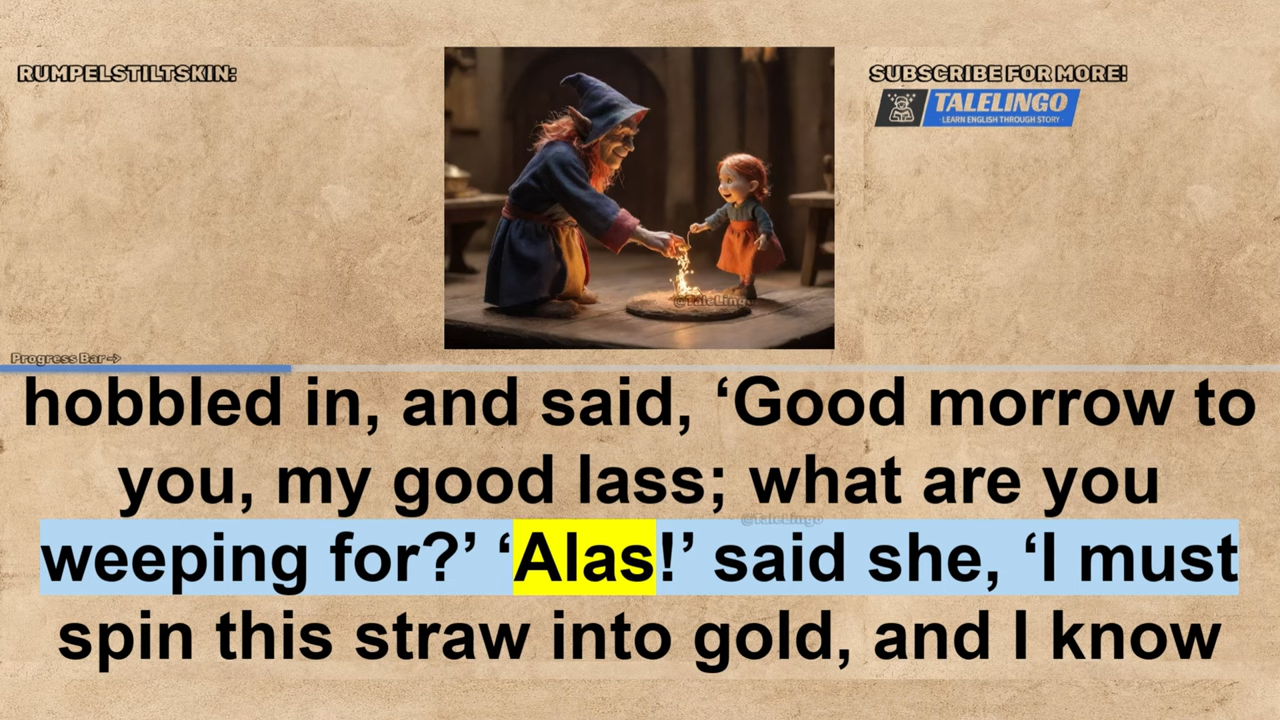 RUMPELSTILTSKIN:
SUBSCRIBE FOR MORE!
TALELINGO
-LEARN ENGLISH THROUGH STORY-
@TaleLingo
Progress Bar->
hobbled in, and said, ‘Good morrow to
you, my good lass; what are you
@TaleLingo
weeping for?’ ‘Alas!’ said she, ‘I must
spin this straw into gold, and I know